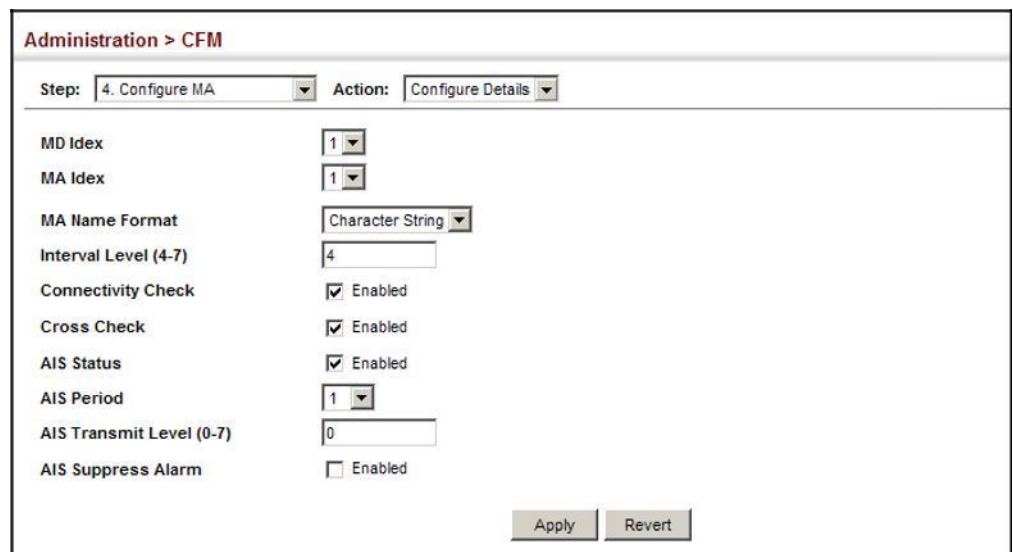 Administration > CFM
Step: 4. Configure MA Action: Configure Details
MD Idex 1
MA Idex 1
MA Name Format Character String
Interval Level (4-7) 4
Connectivity Check Enabled
Cross Check Enabled
AIS Status Enabled
AIS Period 1
AIS Transmit Level (0-7) 0
AIS Suppress Alarm Enabled
Apply Revert